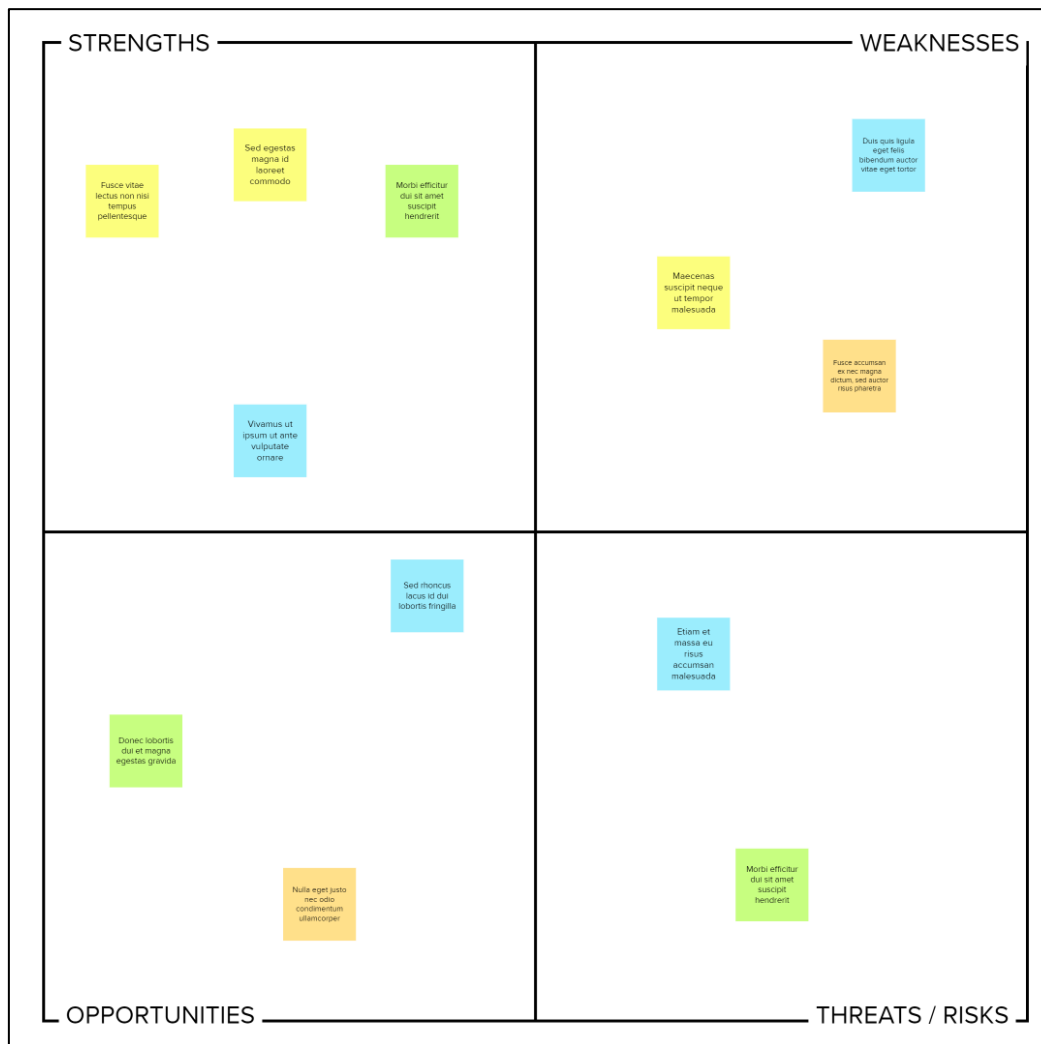 STRENGTHS
Fusce vitae
lectus non nisi
tempus
pellentesque
Sed egestas
magna id
laoreet
commodo
Morbi efficitur
dui sit amet
suscipit
hendrerit
Vivamus ut
ipsum ut ante
vulputate
ornare
WEAKNESSES
Duis quis ligula
eget felis
bibendum auctor
vitae eget tortor
Maecenas
suscipit neque
ut tempor
malesuada
Fusce accumsan
ex nec magna
dictum, sed auctor
risus pharetra
Sed rhoncus
lacus id dui
lobortis fringilla
Donec lobortis
dui et magna
egestas gravida
Nulla eget justo
nec odio
condimentum
ullamcorper
OPPORTUNITIES
Etiam et
massa eu
risus
accumsan
malesuada
Morbi efficitur
dui sit amet
suscipit
hendrerit
THREATS / RISKS